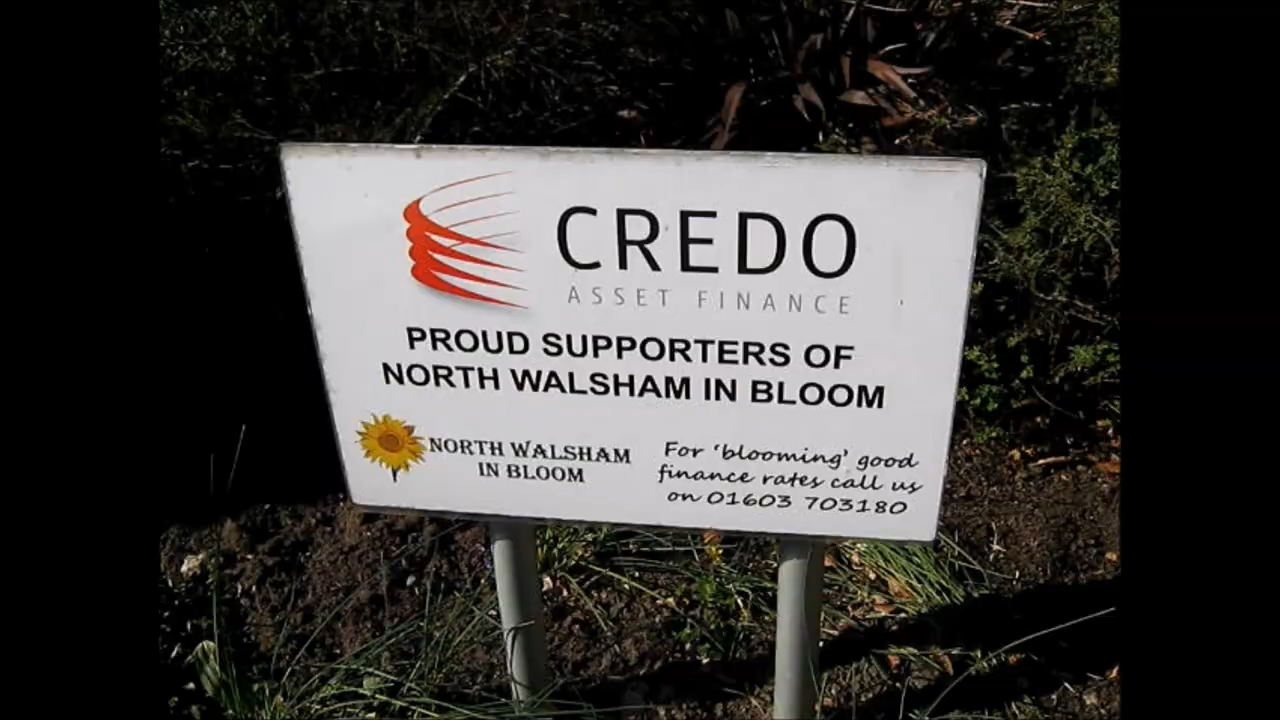 CREDO
ASSET FINANCE
PROUD SUPPORTERS OF
NORTH WALSHAM IN BLOOM
NORTH WALSHAM
IN BLOOM
For 'blooming' good
finance rates call us
on 01603 703180